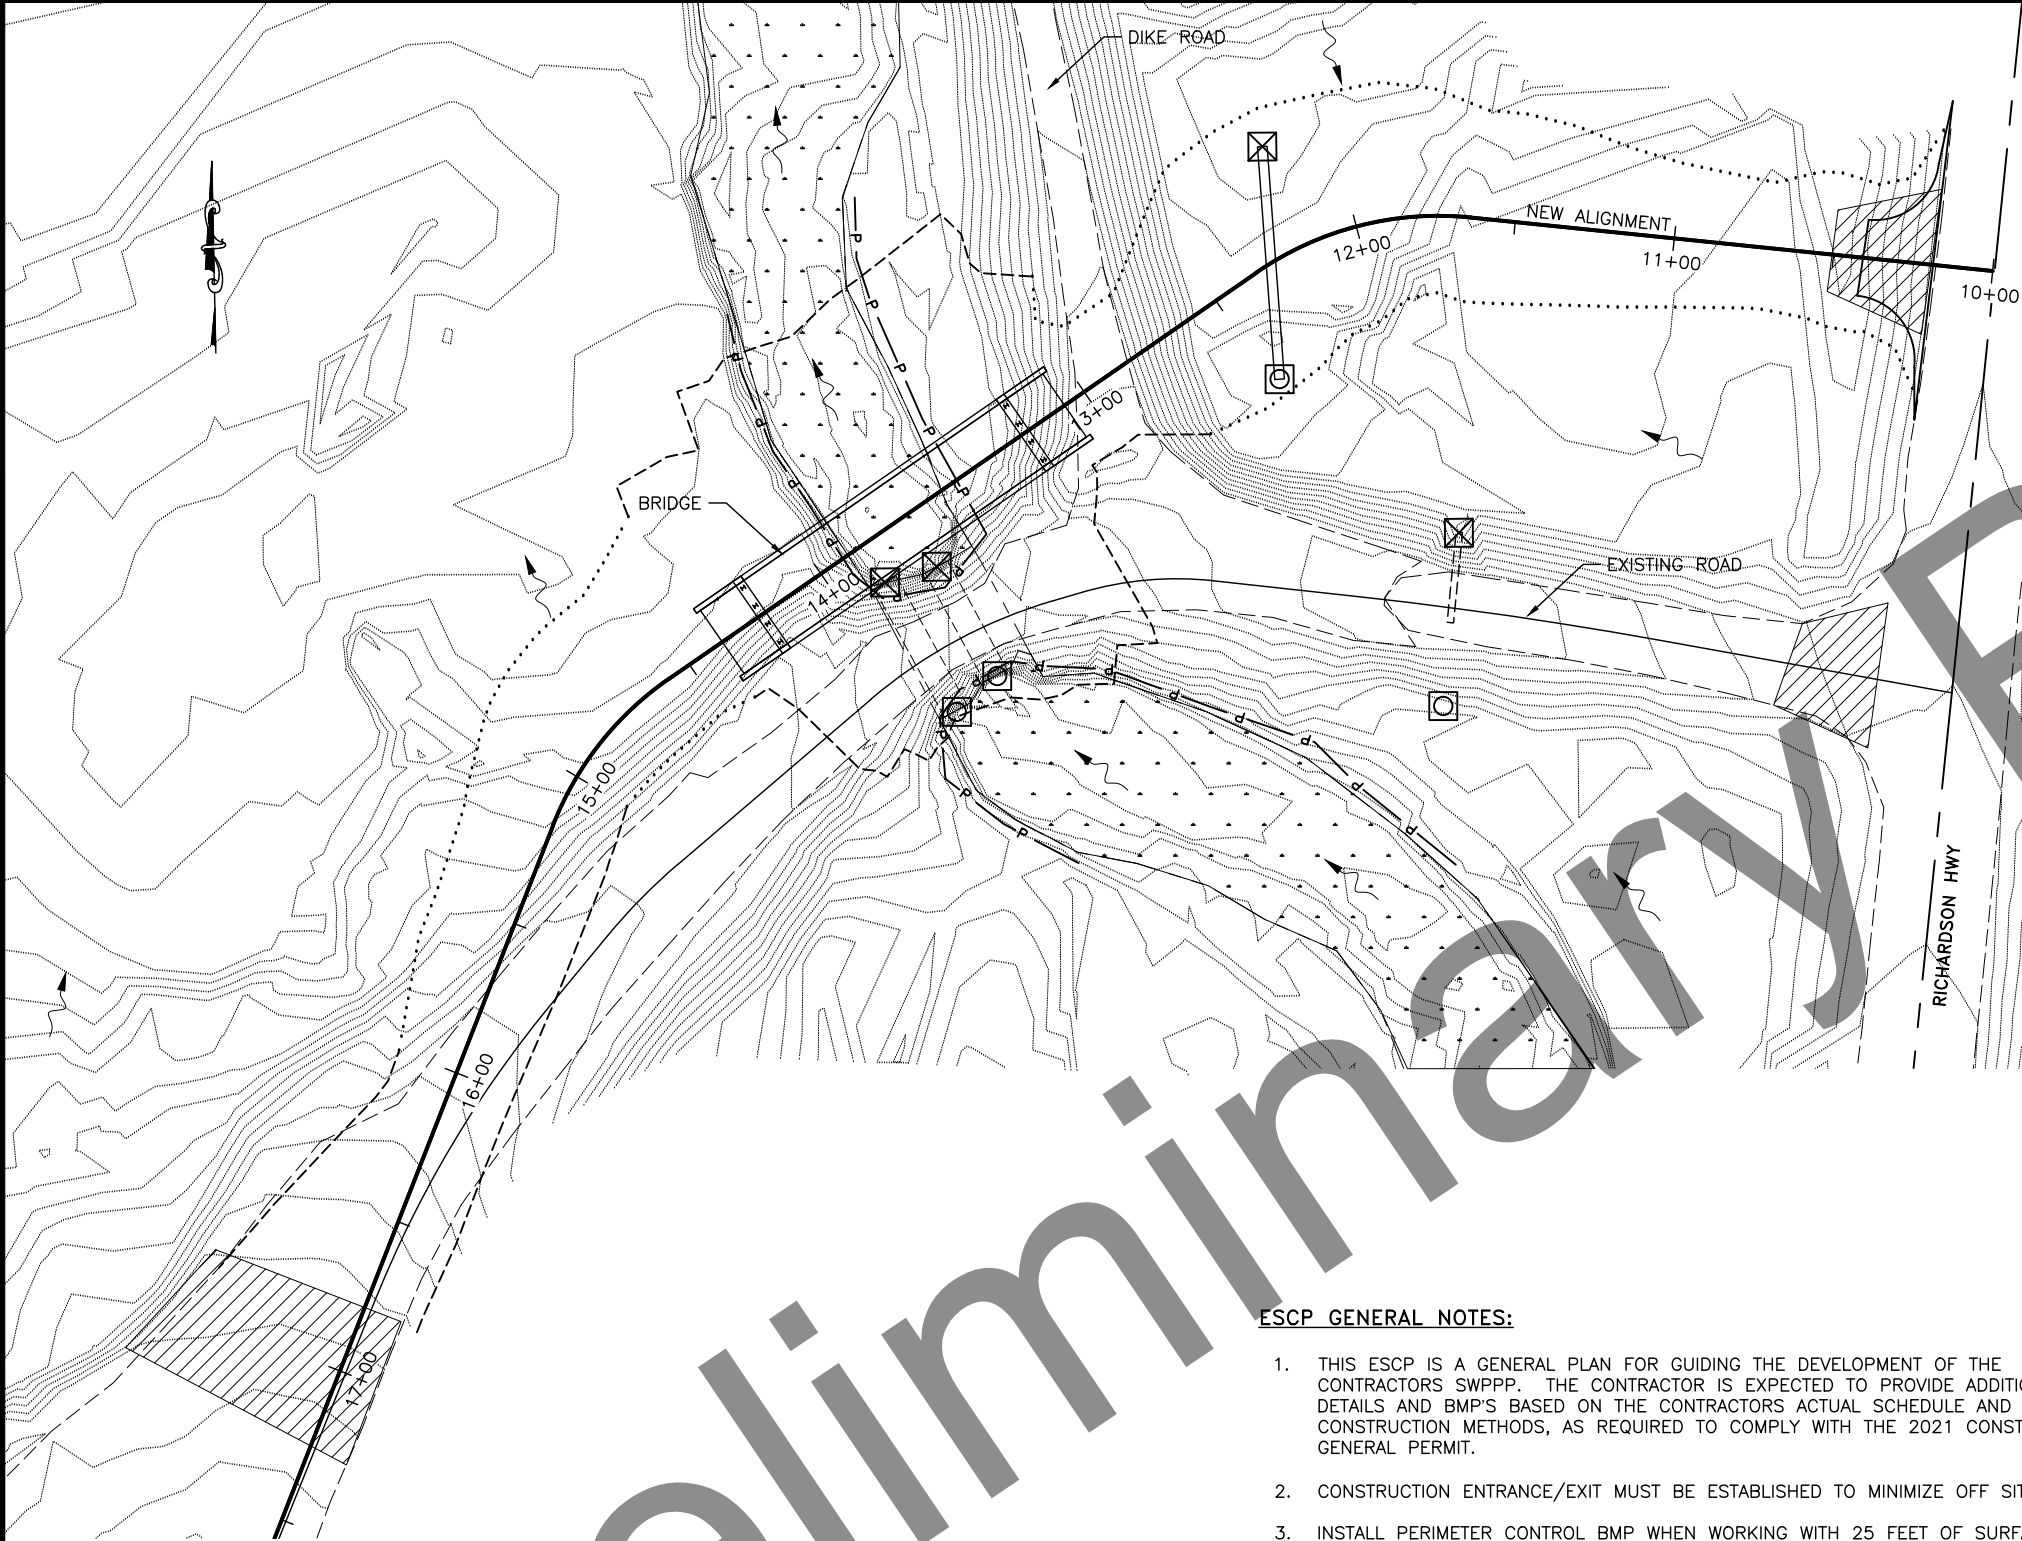 DIKE ROAD
NEW ALIGNMENT
12+00
11+00
10+00
13+00
BRIDGE
14+00
EXISTING ROAD
15+00
RICHARDSON HWY
16+00
17+00
P P P P P P
P P P P P P P
P P P P P P P P P P P
eliminary P
ESCP GENERAL NOTES:
1. THIS ESCP IS A GENERAL PLAN FOR GUIDING THE DEVELOPMENT OF THE
CONTRACTORS SWPPP. THE CONTRACTOR IS EXPECTED TO PROVIDE ADDITIO
DETAILS AND BMP'S BASED ON THE CONTRACTORS ACTUAL SCHEDULE AND
CONSTRUCTION METHODS, AS REQUIRED TO COMPLY WITH THE 2021 CONST
GENERAL PERMIT.
2. CONSTRUCTION ENTRANCE/EXIT MUST BE ESTABLISHED TO MINIMIZE OFF SIT
3. INSTALL PERIMETER CONTROL BMP WHEN WORKING WITH 25 FEET OF SURF